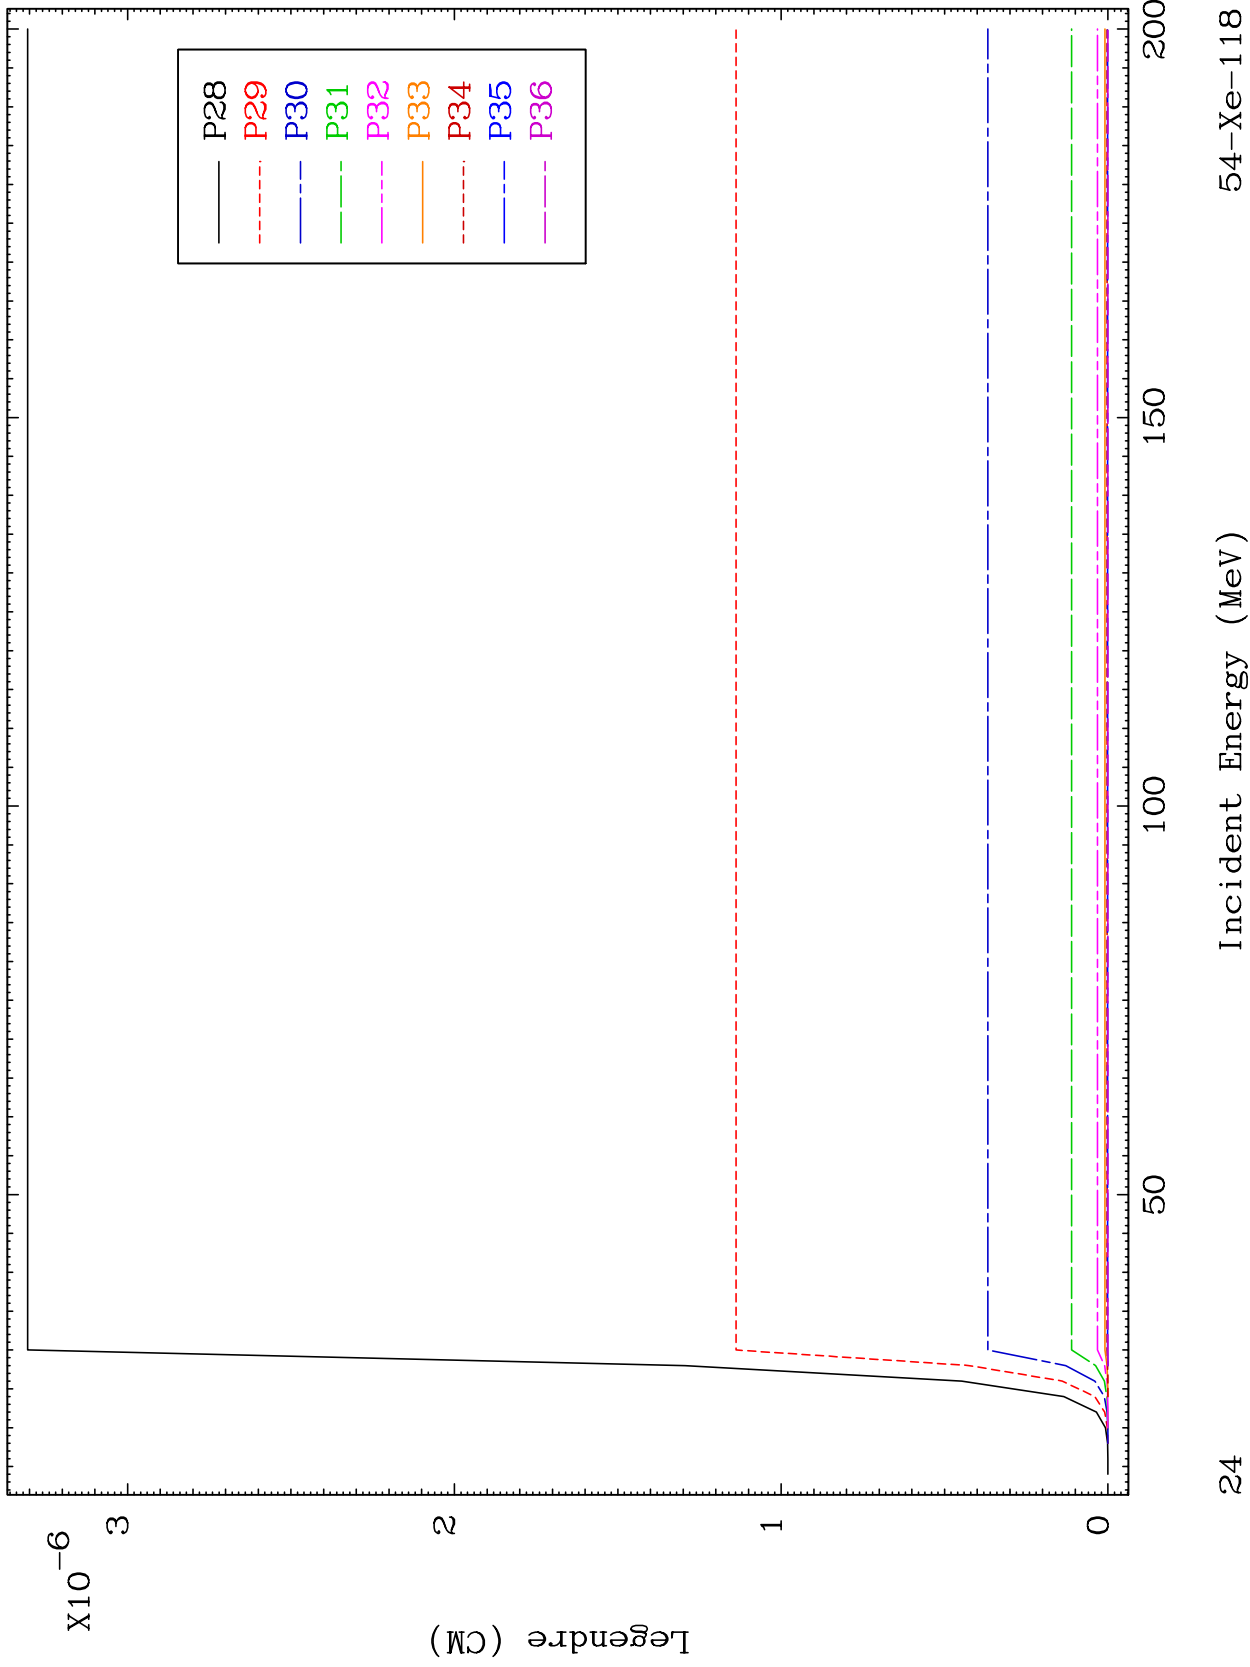 X10-6
3
2
1
0
Legendre (CM)
P28
P29
P30
P31
P32
P33
P34
P35
P36
50
100
150
200
Incident Energy (MeV)
24
54-Xe-118